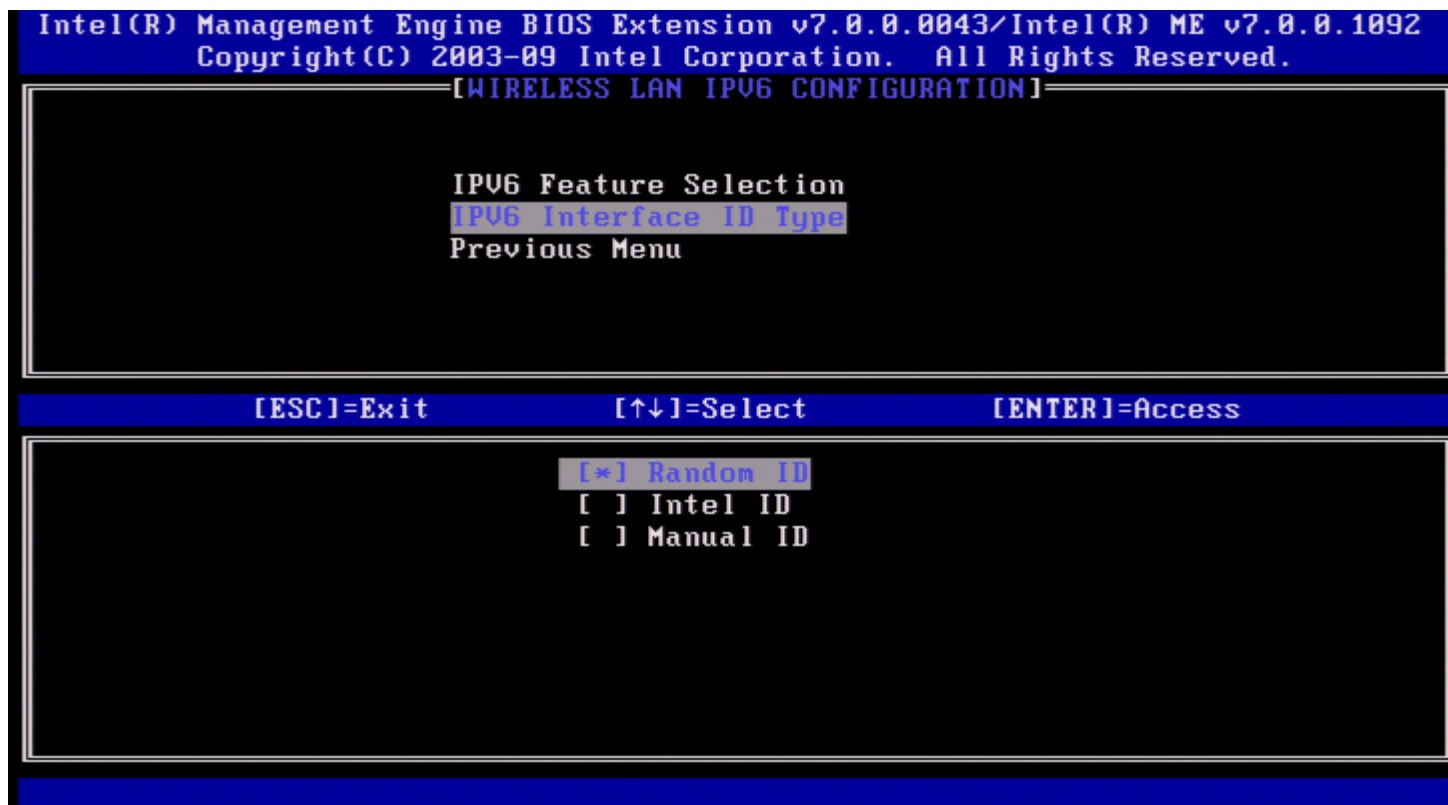 Intel(R) Management Engine BIOS Extension v7.0.0.0043/Intel(R) ME v7.0.0.1092
Copyright(C) 2003-09 Intel Corporation. All Rights Reserved.
[WIRELESS LAN IPV6 CONFIGURATION]
IPV6 Feature Selection
IPV6 Interface ID Type
Previous Menu
[ESC]=Exit [↑↓]=Select [ENTER]=Access
[*] Random ID
[ ] Intel ID
[ ] Manual ID